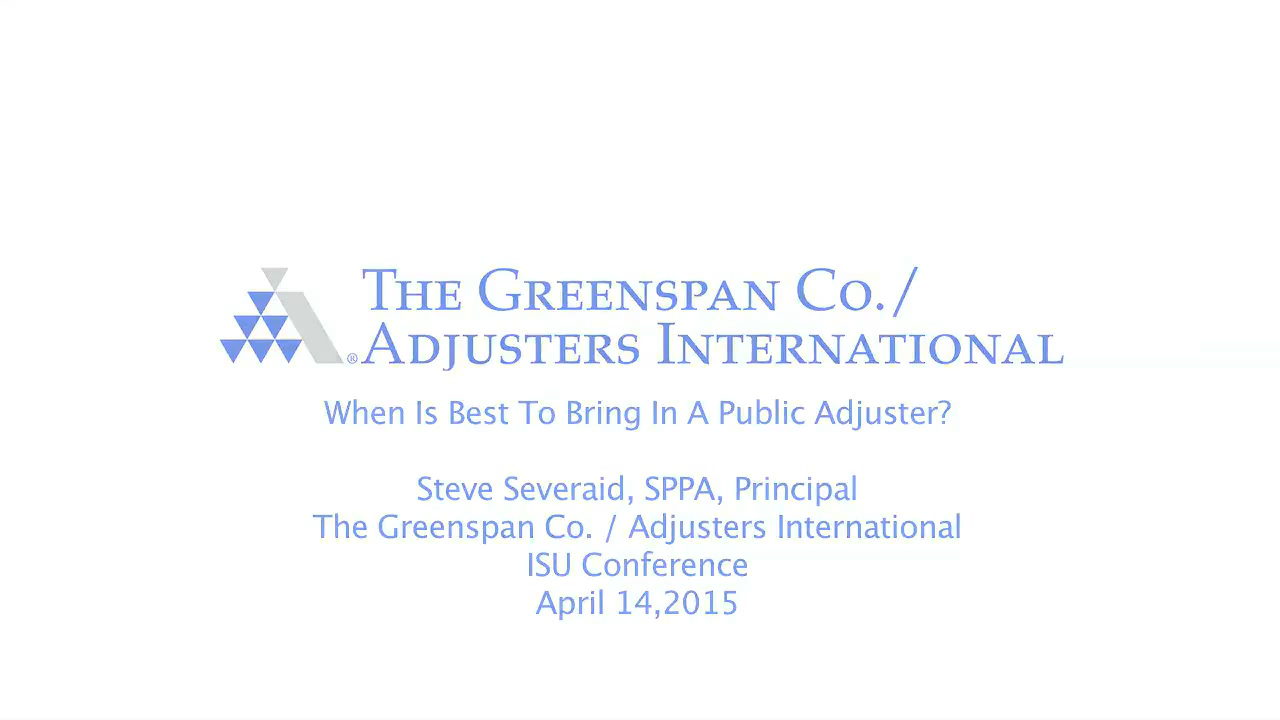 THE GREENSPAN CO./
® ADJUSTERS INTERNATIONAL
When Is Best To Bring In A Public Adjuster?
Steve Severaid, SPPA, Principal
The Greenspan Co. / Adjusters International
ISU Conference
April 14,2015